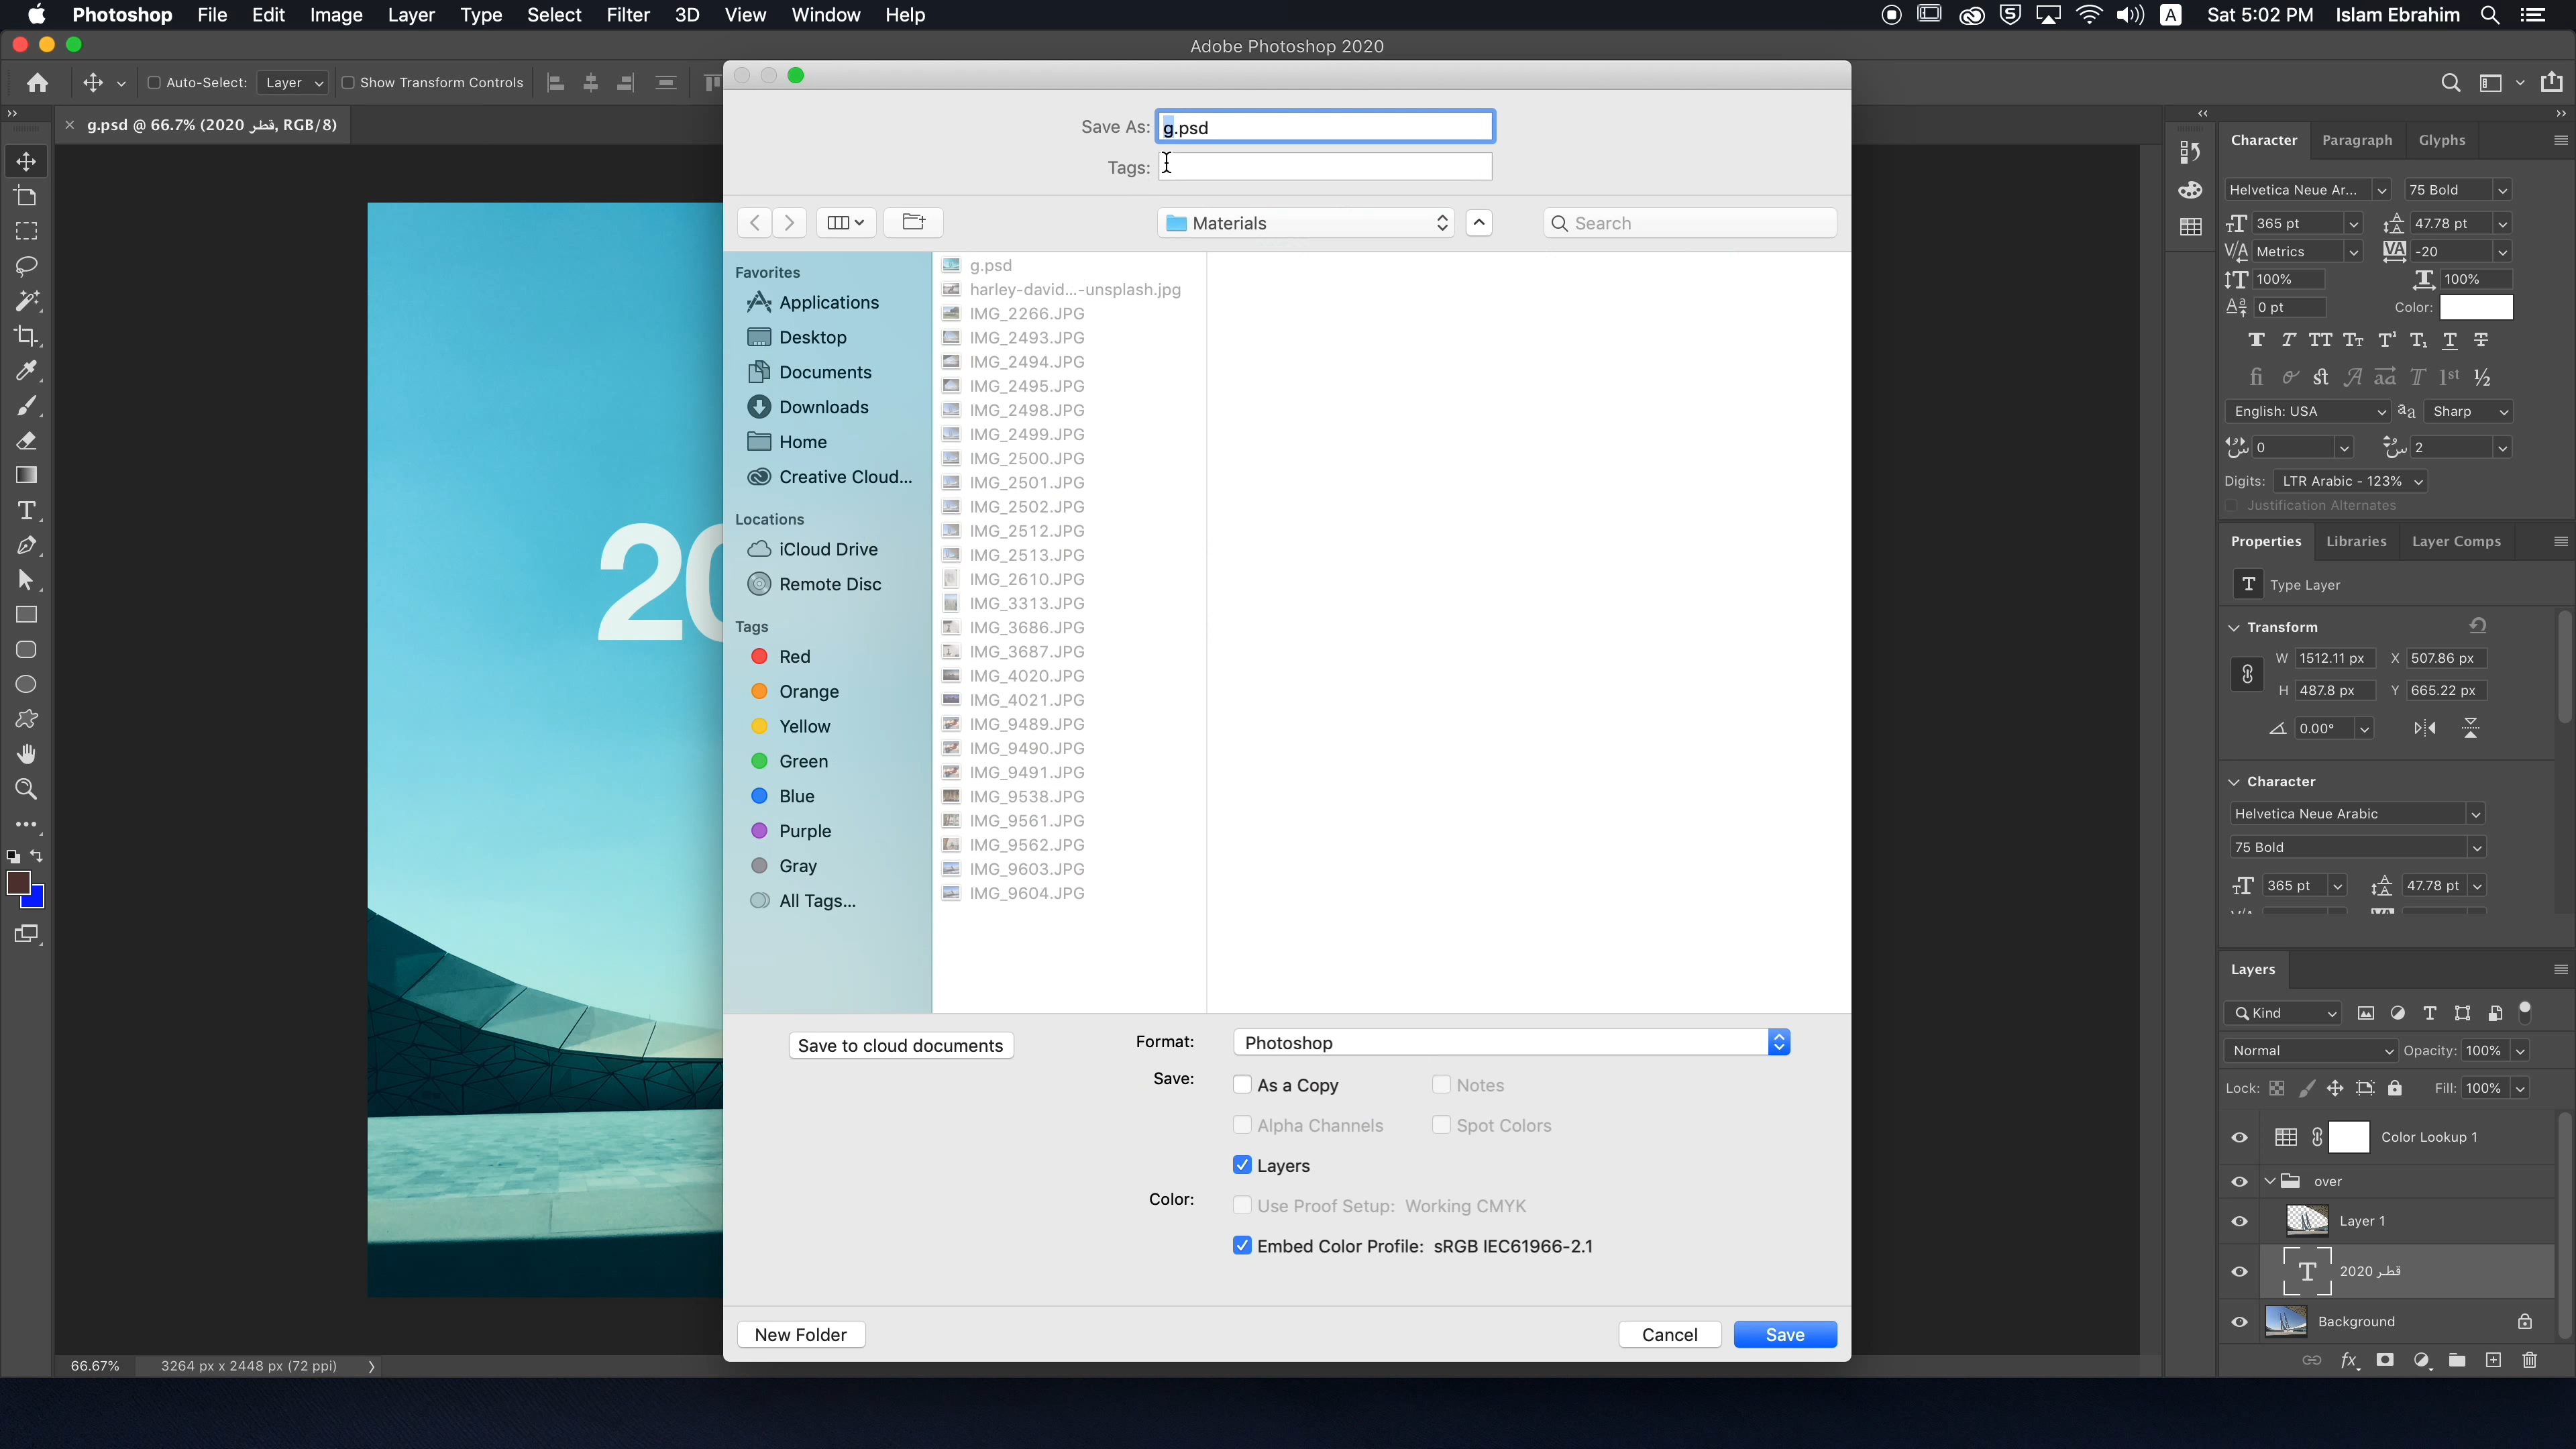 Photoshop File Edit Image Layer Type Select Filter 3D View Window Help A Sat 5:02 PM Islam Ebrahim
Adobe Photoshop 2020
Auto-Select: Layer Show Transform Controls
g.psd @ 66.7% (قطر 2020, RGB/8)
20
Save As: g.psd
Tags:
Materials
Search
Favorites
Applications
Desktop
Documents
Downloads
Home
Creative Cloud...
Locations
iCloud Drive
Remote Disc
Tags
Red
Orange
Yellow
Green
Blue
Purple
Gray
All Tags...
g.psd
harley-david...-unsplash.jpg
IMG_2266.JPG
IMG_2493.JPG
IMG_2494.JPG
IMG_2495.JPG
IMG_2498.JPG
IMG_2499.JPG
IMG_2500.JPG
IMG_2501.JPG
IMG_2502.JPG
IMG_2512.JPG
IMG_2513.JPG
IMG_2610.JPG
IMG_3313.JPG
IMG_3686.JPG
IMG_3687.JPG
IMG_4020.JPG
IMG_4021.JPG
IMG_9489.JPG
IMG_9490.JPG
IMG_9491.JPG
IMG_9538.JPG
IMG_9561.JPG
IMG_9562.JPG
IMG_9603.JPG
IMG_9604.JPG
Save to cloud documents
Format: Photoshop
Save: As a Copy Notes
Alpha Channels Spot Colors
Layers
Color: Use Proof Setup: Working CMYK
Embed Color Profile: sRGB IEC61966-2.1
New Folder Cancel Save
Character Paragraph Glyphs
Helvetica Neue Ar... 75 Bold
365 pt 47.78 pt
Metrics -20
100% 100%
0 pt Color:
English: USA Sharp
0 2
Digits: LTR Arabic - 123%
Justification Alternates
Properties Libraries Layer Comps
Type Layer
Transform
W 1512.11 px X 507.86 px
H 487.8 px Y 665.22 px
0.00°
Character
Helvetica Neue Arabic
75 Bold
365 pt 47.78 pt
Layers
Kind
Normal Opacity: 100%
Lock: Fill: 100%
Color Lookup 1
over
Layer 1
قطر 2020
Background
66.67% 3264 px x 2448 px (72 ppi)